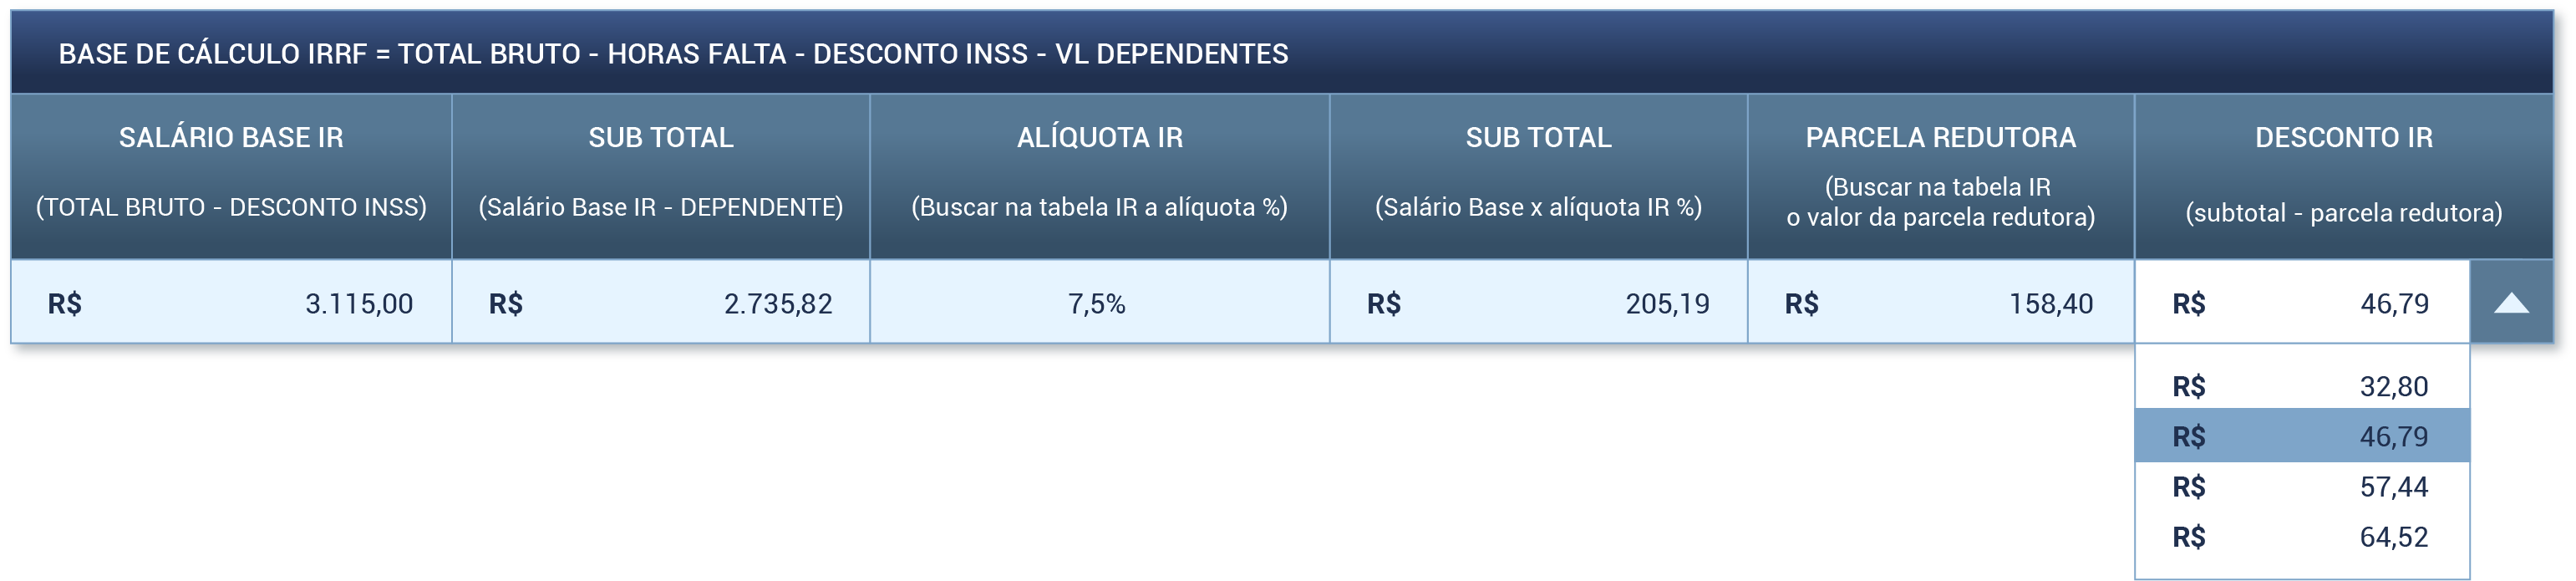 BASE DE CÁLCULO IRRF = TOTAL BRUTO - HORAS FALTA - DESCONTO INSS - VL DEPENDENTES
SALÁRIO BASE IR SUB TOTAL ALÍQUOTA IR SUB TOTAL PARCELA REDUTORA DESCONTO IR
(TOTAL BRUTO - DESCONTO INSS) (Salário Base IR - DEPENDENTE) (Buscar na tabela IR a alíquota %) (Salário Base x alíquota IR %) (Buscar na tabela IR
o valor da parcela redutora) (subtotal - parcela redutora)
R$ 3.115,00 R$ 2.735,82 7,5% R$ 205,19 R$ 158,40 R$ 46,79
R$ 32,80
R$ 46,79
R$ 57,44
R$ 64,52